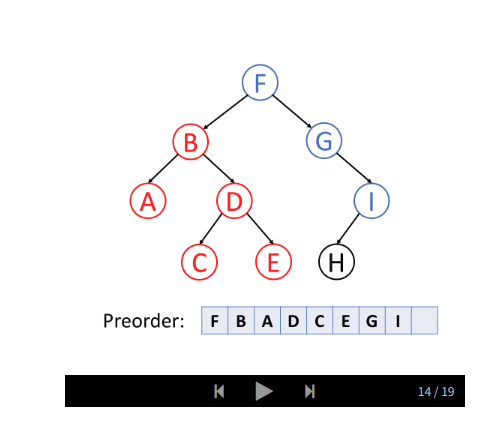 F
B G
A D I
C E H
Preorder: F B A D C E G I
14 / 19